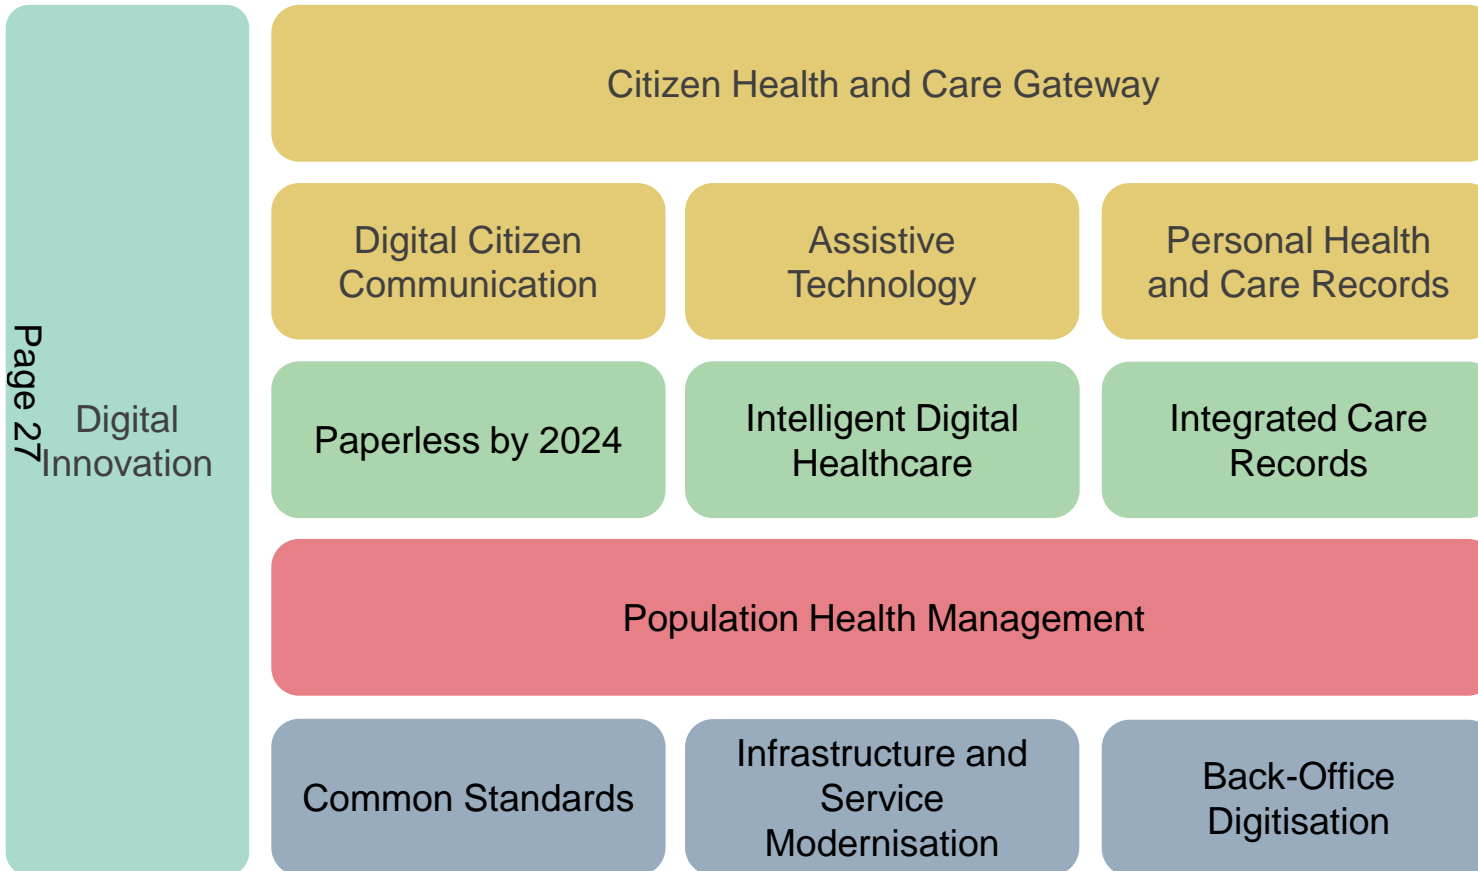 Page 27
Digital
Innovation
Citizen Health and Care Gateway
Digital Citizen
Communication
Assistive
Technology
Personal Health
and Care Records
Paperless by 2024
Intelligent Digital
Healthcare
Integrated Care
Records
Population Health Management
Common Standards
Infrastructure and
Service
Modernisation
Back-Office
Digitisation